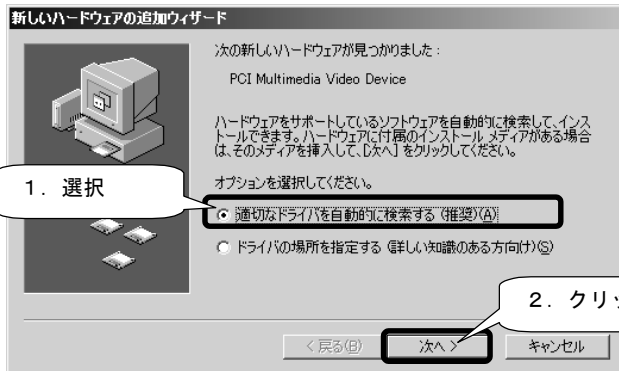 新しいハードウェアの追加ウィザード
次の新しいハードウェアが見つかりました :
PCI Multimedia Video Device
ハードウェアをサポートしているソフトウェアを自動的に検索して、インス
トールできます。ハードウェアに付属のインストール メディアがある場合
は、そのメディアを挿入して、[次へ] をクリックしてください。
オプションを選択してください。
1. 選択
適切なドライバを自動的に検索する (推奨)(A)
ドライバの場所を指定する (詳しい知識のある方向け)(S)
2. クリッ
< 戻る(B)
次へ >
キャンセル